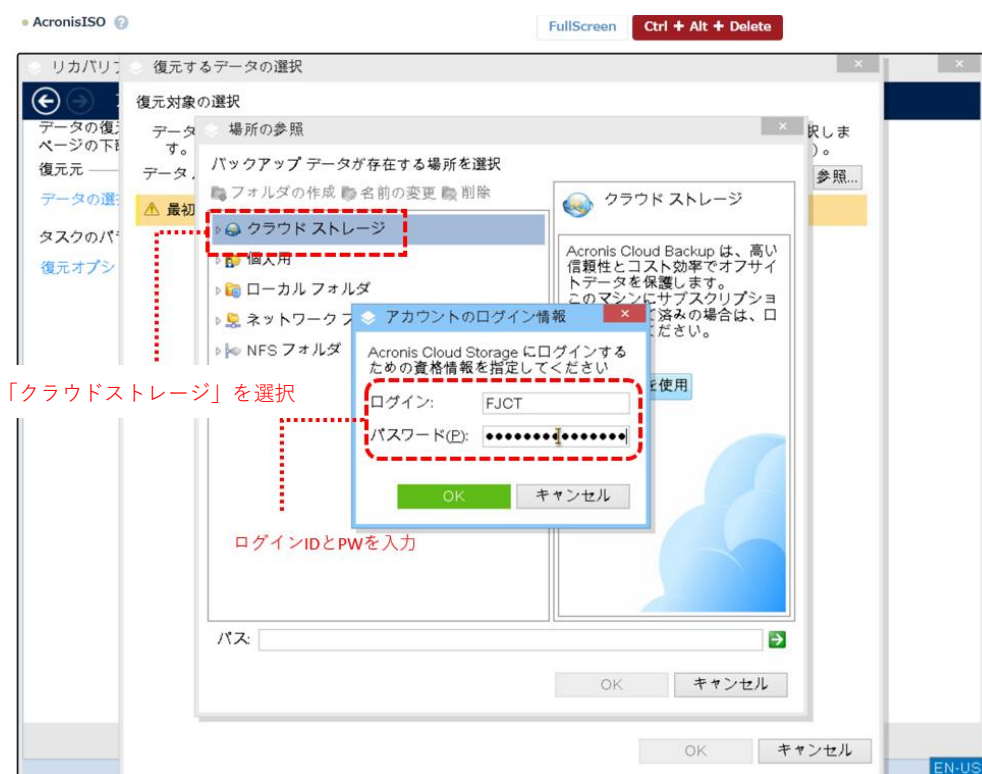 AcronisISO
FullScreen
Ctrl + Alt + Delete
リカバリ
復元するデータの選択
復元対象の選択
データの復
ページの下
データ
す。
択しま
)。
復元元
データ
参照...
データの選
最初
タスクのパ
復元オプシ
場所の参照
バックアップ データが存在する場所を選択
フォルダの作成 名前の変更 削除
クラウド ストレージ
個人用
ローカル フォルダ
ネットワーク フ
NFS フォルダ
クラウド ストレージ
Acronis Cloud Backup は、高い
信頼性とコスト効率でオフサイ
トデータを保護します。
このマシンにサブスクリプショ
済みの場合は、ロ
ください。
を使用
アカウントのログイン情報
Acronis Cloud Storage にログインする
ための資格情報を指定してください
ログイン: FJCT
パスワード(P): ●●●●●●●●●●●●●●●
OK キャンセル
「クラウドストレージ」を選択
ログインIDとPWを入力
パス:
OK キャンセル
OK キャンセル
EN-US